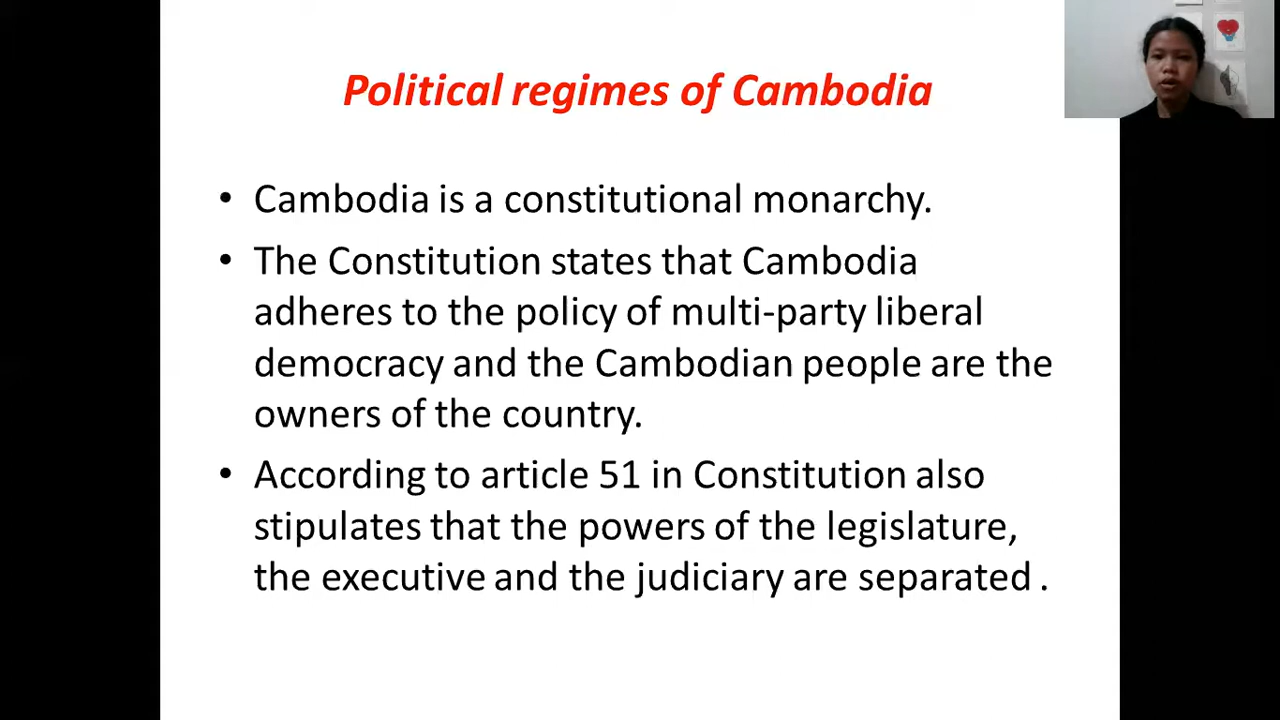 Political regimes of Cambodia
• Cambodia is a constitutional monarchy.
• The Constitution states that Cambodia
adheres to the policy of multi-party liberal
democracy and the Cambodian people are the
owners of the country.
• According to article 51 in Constitution also
stipulates that the powers of the legislature,
the executive and the judiciary are separated .